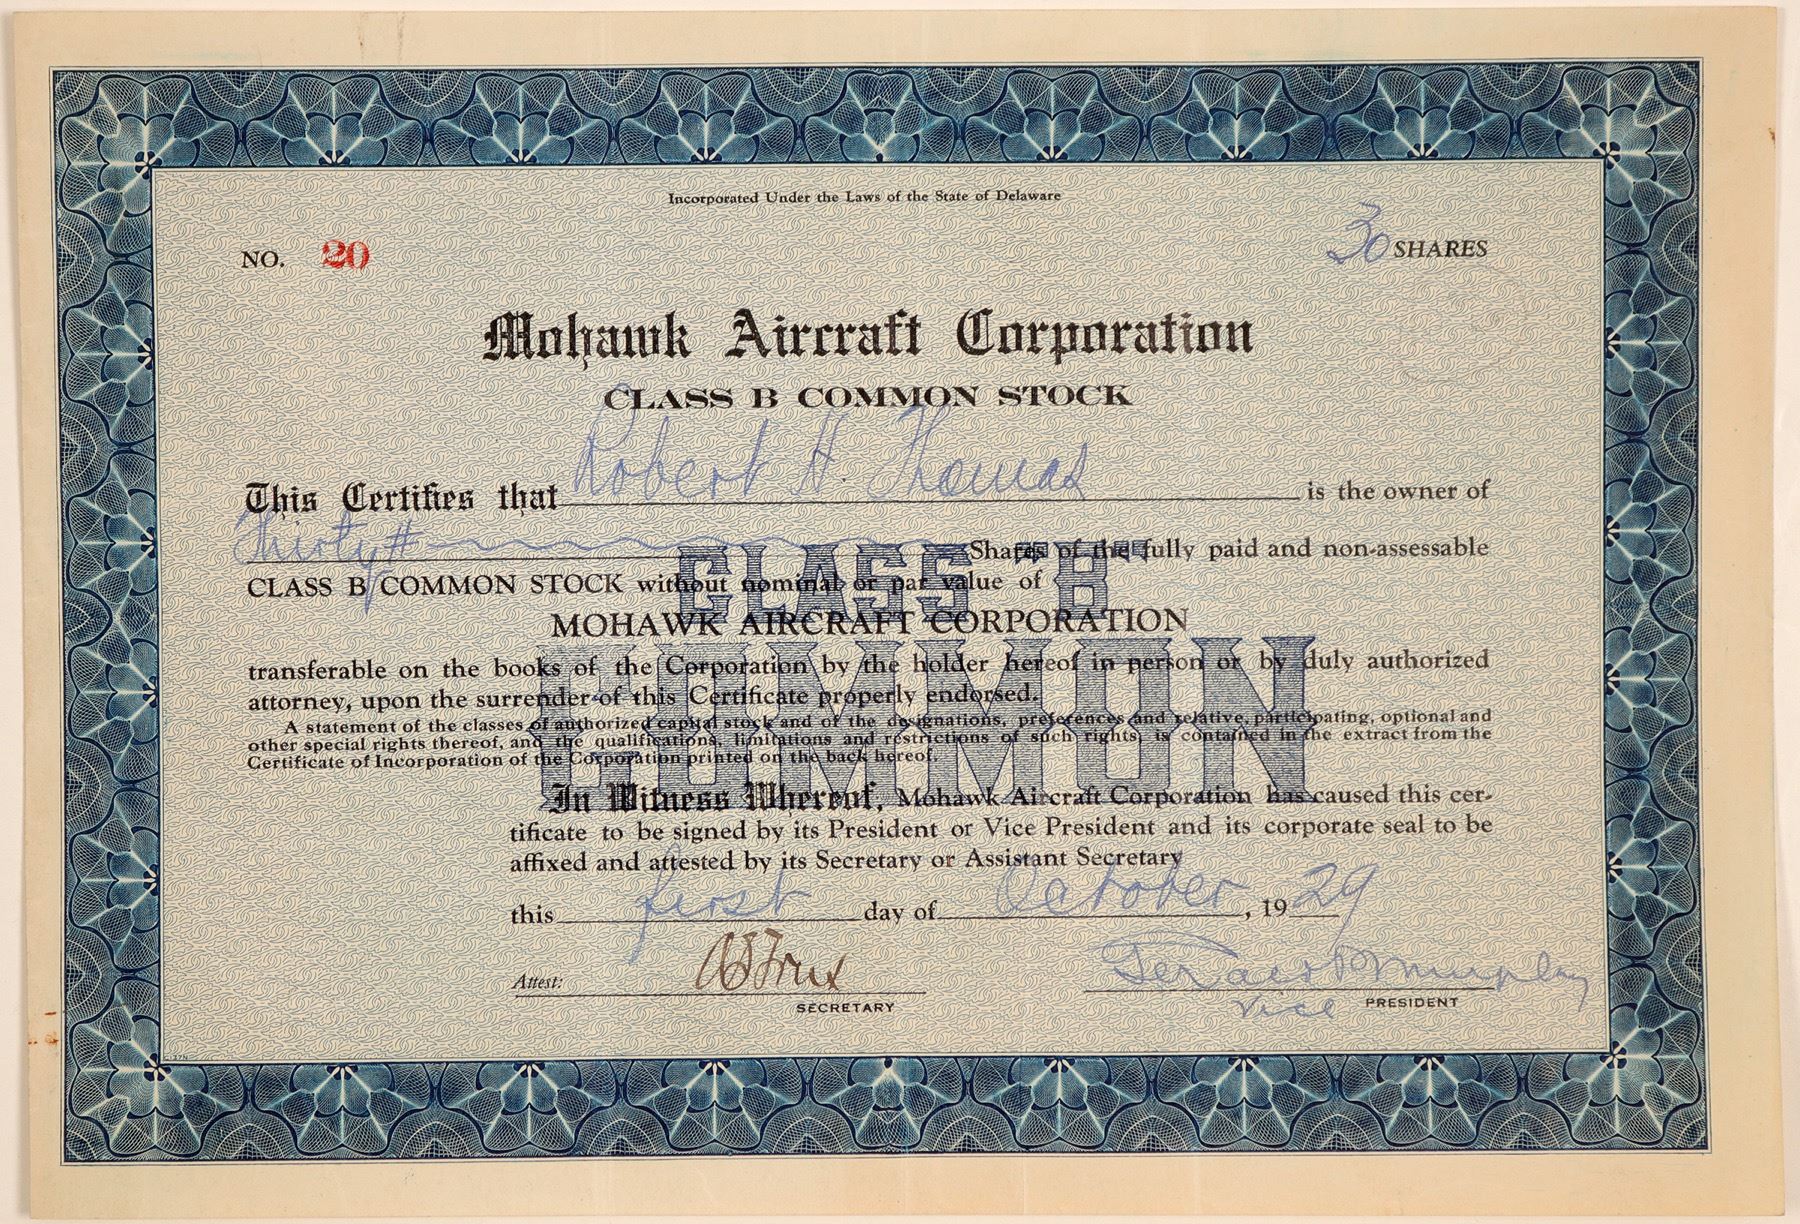 Incorporated Under the Laws of the State of Delaware
NO. 20
30 SHARES
Mohawk Aircraft Corporation
CLASS B COMMON STOCK
This Certifies that Robert H. Thomas is the owner of
Thirty Shares of the fully paid and non-assessable
CLASS B COMMON STOCK without nominal or par value of
CLASS "B"
MOHAWK AIRCRAFT CORPORATION
COMMON
transferable on the books of the Corporation by the holder hereof in person or by duly authorized
attorney, upon the surrender of this Certificate properly endorsed.
A statement of the classes of authorized capital stock and of the designations, preferences and relative, participating, optional and
other special rights thereof, and the qualifications, limitations and restrictions of such rights, is contained in the extract from the
Certificate of Incorporation of the Corporation printed on the back hereof.
In Witness Whereof, Mohawk Aircraft Corporation has caused this cer-
tificate to be signed by its President or Vice President and its corporate seal to be
affixed and attested by its Secretary or Assistant Secretary
this first day of October, 1929
Attest:
SECRETARY
Murphy
Vice PRESIDENT